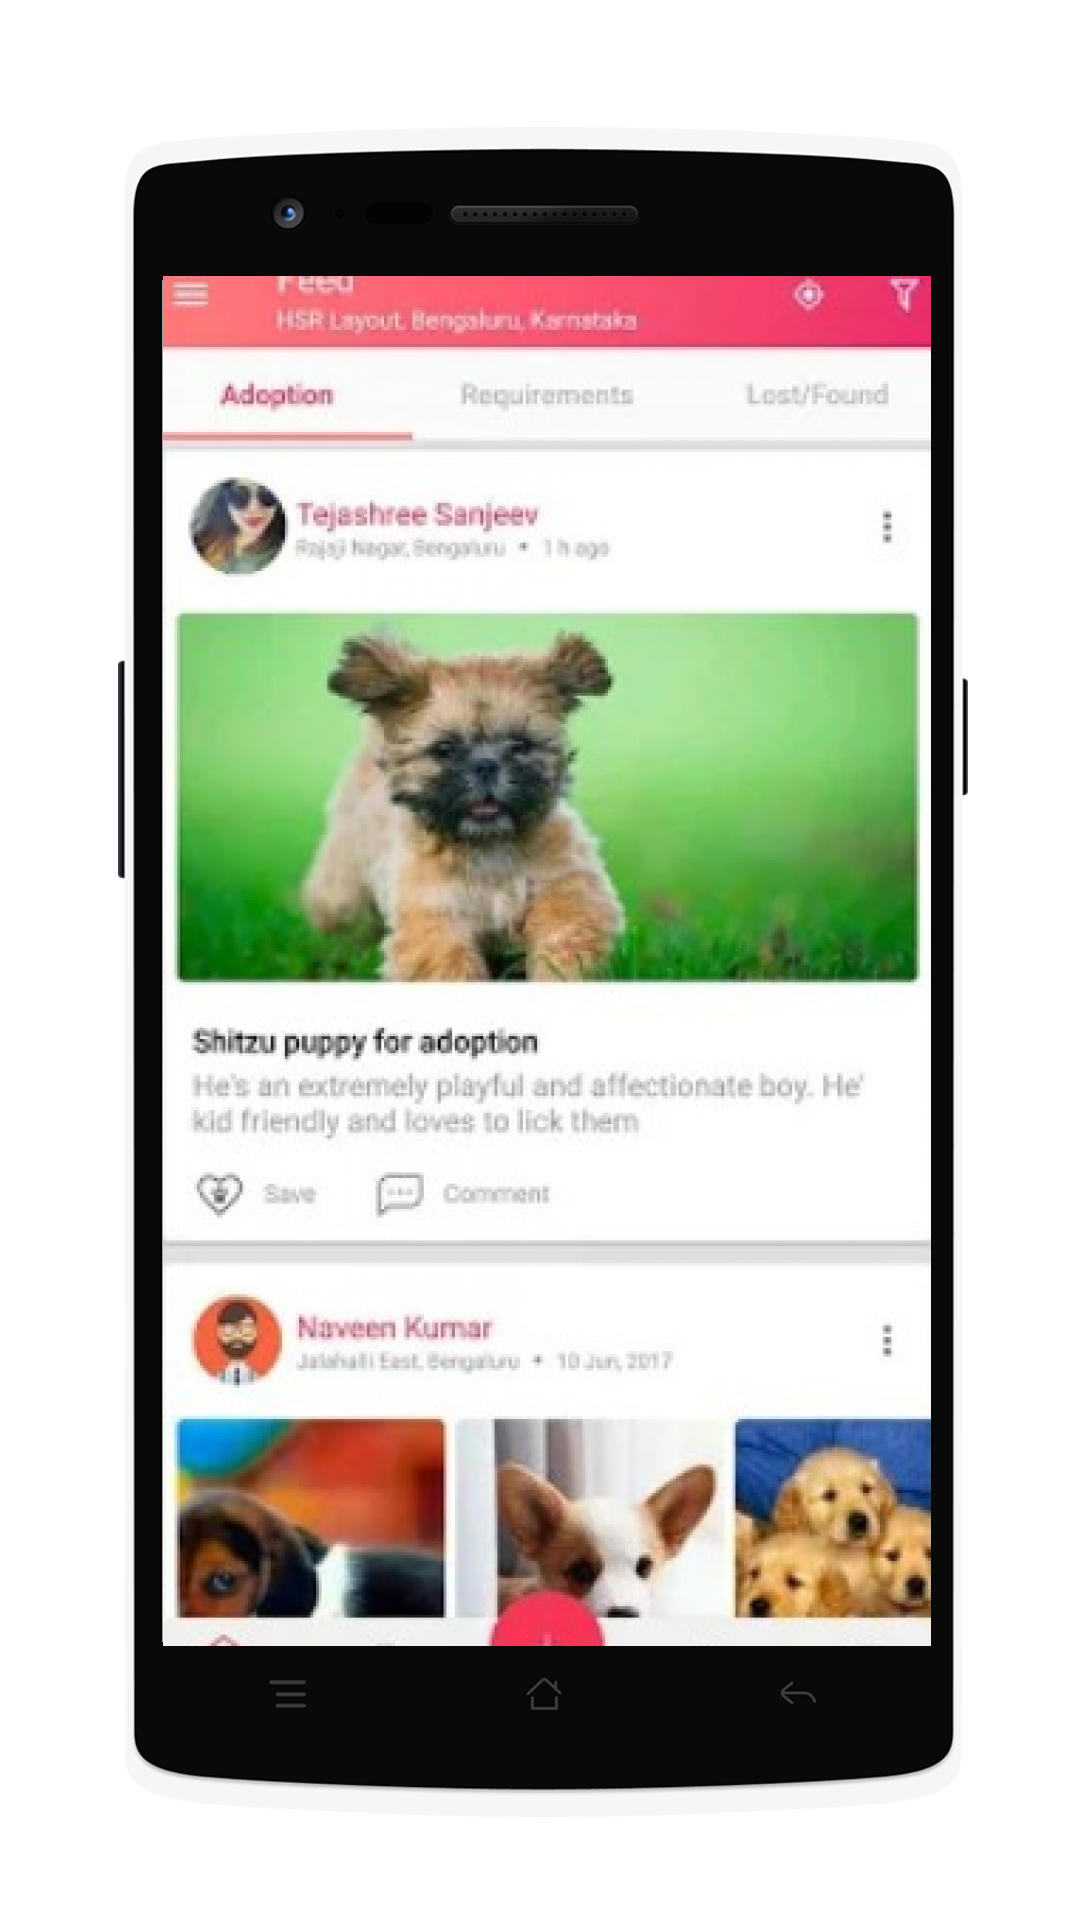 Feed
HSR Layout, Bengaluru, Karnataka
Adoption Requirements Lost/Found
Tejashree Sanjeev
Rajaji Nagar, Bengaluru • 1 h ago
Shitzu puppy for adoption
He's an extremely playful and affectionate boy. He'
kid friendly and loves to lick them
Save Comment
Naveen Kumar
Jalahalli East, Bengaluru • 10 Jun, 2017